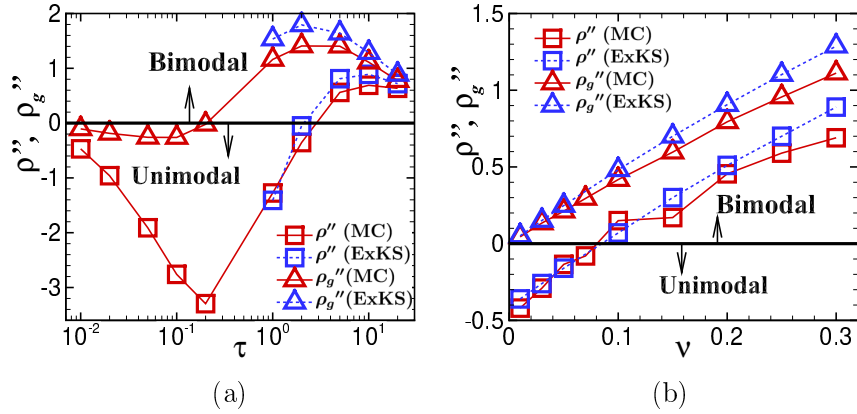 ρ'', ρg''
1
0
-1
-2
-3
10-2
10-1
100
101
τ
Bimodal
Unimodal
ρ'' (MC)
ρ'' (ExKS)
ρg''(MC)
ρg''(ExKS)
(a)
ρ'', ρg''
1.5
1
0.5
0
-0.5
0
0.1
0.2
0.3
ν
ρ'' (MC)
ρ'' (ExKS)
ρg''(MC)
ρg''(ExKS)
Bimodal
Unimodal
(b)